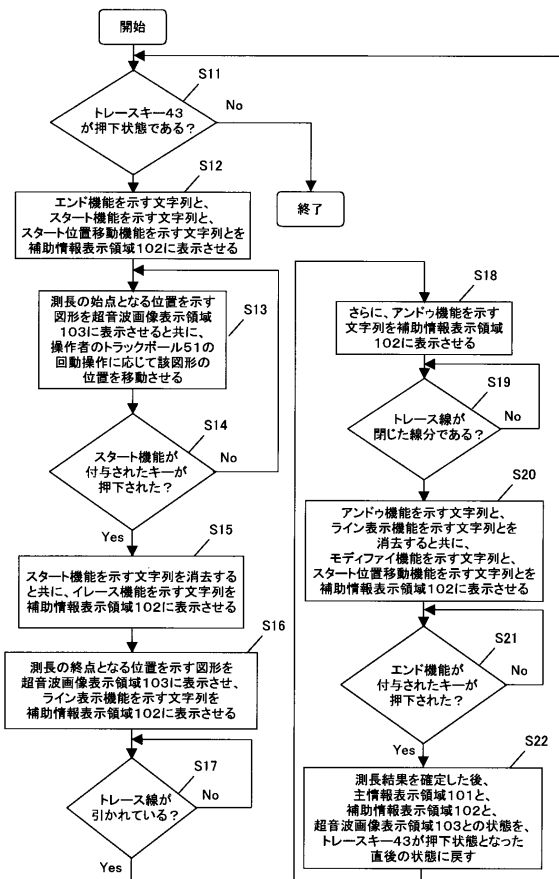 開始
S11
トレースキー43
が押下状態である？
No
終了
S12
エンド機能を示す文字列と、
スタート機能を示す文字列と、
スタート位置移動機能を示す文字列とを
補助情報表示領域102に表示させる
S13
測長の始点となる位置を示す
図形を超音波画像表示領域
103に表示させると共に、
操作者のトラックボール51の
回動操作に応じて該図形の
位置を移動させる
S14
スタート機能が
付与されたキーが
押下された？
No
Yes
S15
スタート機能を示す文字列を消去する
と共に、イレース機能を示す文字列を
補助情報表示領域102に表示させる
S16
測長の終点となる位置を示す図形を
超音波画像表示領域103に表示させ、
ライン表示機能を示す文字列を
補助情報表示領域102に表示させる
S17
トレース線が
引かれている？
No
Yes
S18
さらに、アンドゥ機能を示す
文字列を補助情報表示領域
102に表示させる
S19
トレース線が
閉じた線分である？
No
S20
アンドゥ機能を示す文字列と、
ライン表示機能を示す文字列とを
消去すると共に、
モディファイ機能を示す文字列と、
スタート位置移動機能を示す文字列とを
補助情報表示領域102に表示させる
S21
エンド機能が
付与されたキーが
押下された？
No
Yes
S22
測長結果を確定した後、
主情報表示領域101と、
補助情報表示領域102と、
超音波画像表示領域103との状態を、
トレースキー43が押下状態となった
直後の状態に戻す